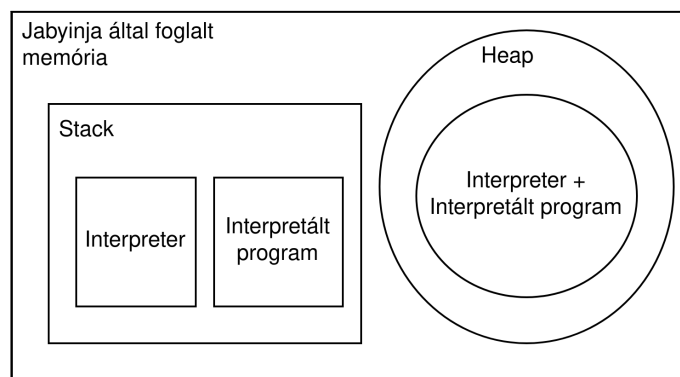 Jabyinja által foglalt
memória
Heap
Stack
Interpreter +
Interpretált program
Interpreter
Interpretált
program